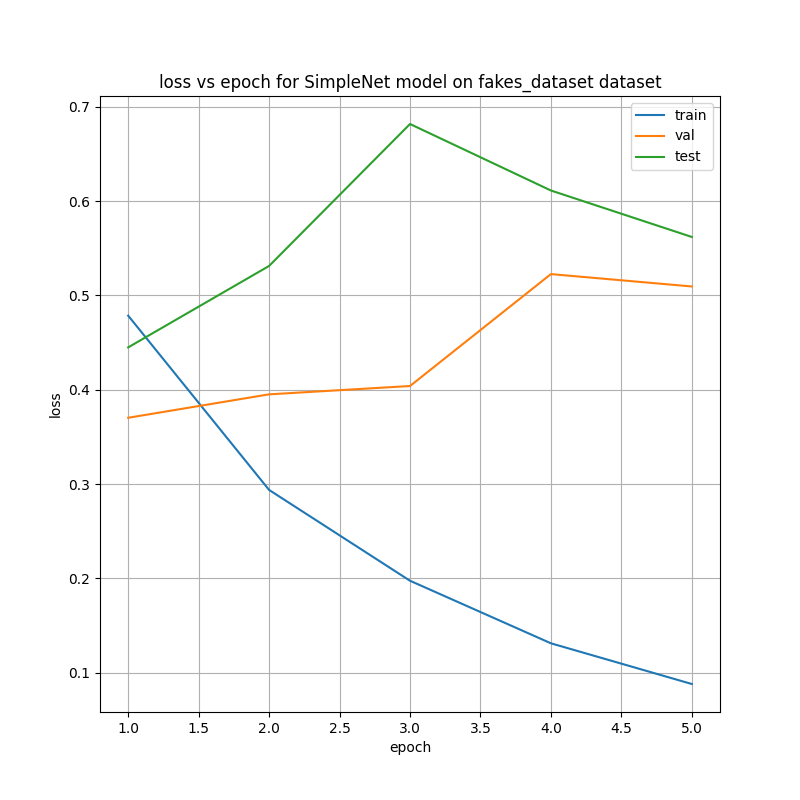 loss vs epoch for SimpleNet model on fakes_dataset dataset
train
val
test
0.7
0.6
0.5
0.4
0.3
0.2
0.1
loss
1.0 1.5 2.0 2.5 3.0 3.5 4.0 4.5 5.0
epoch